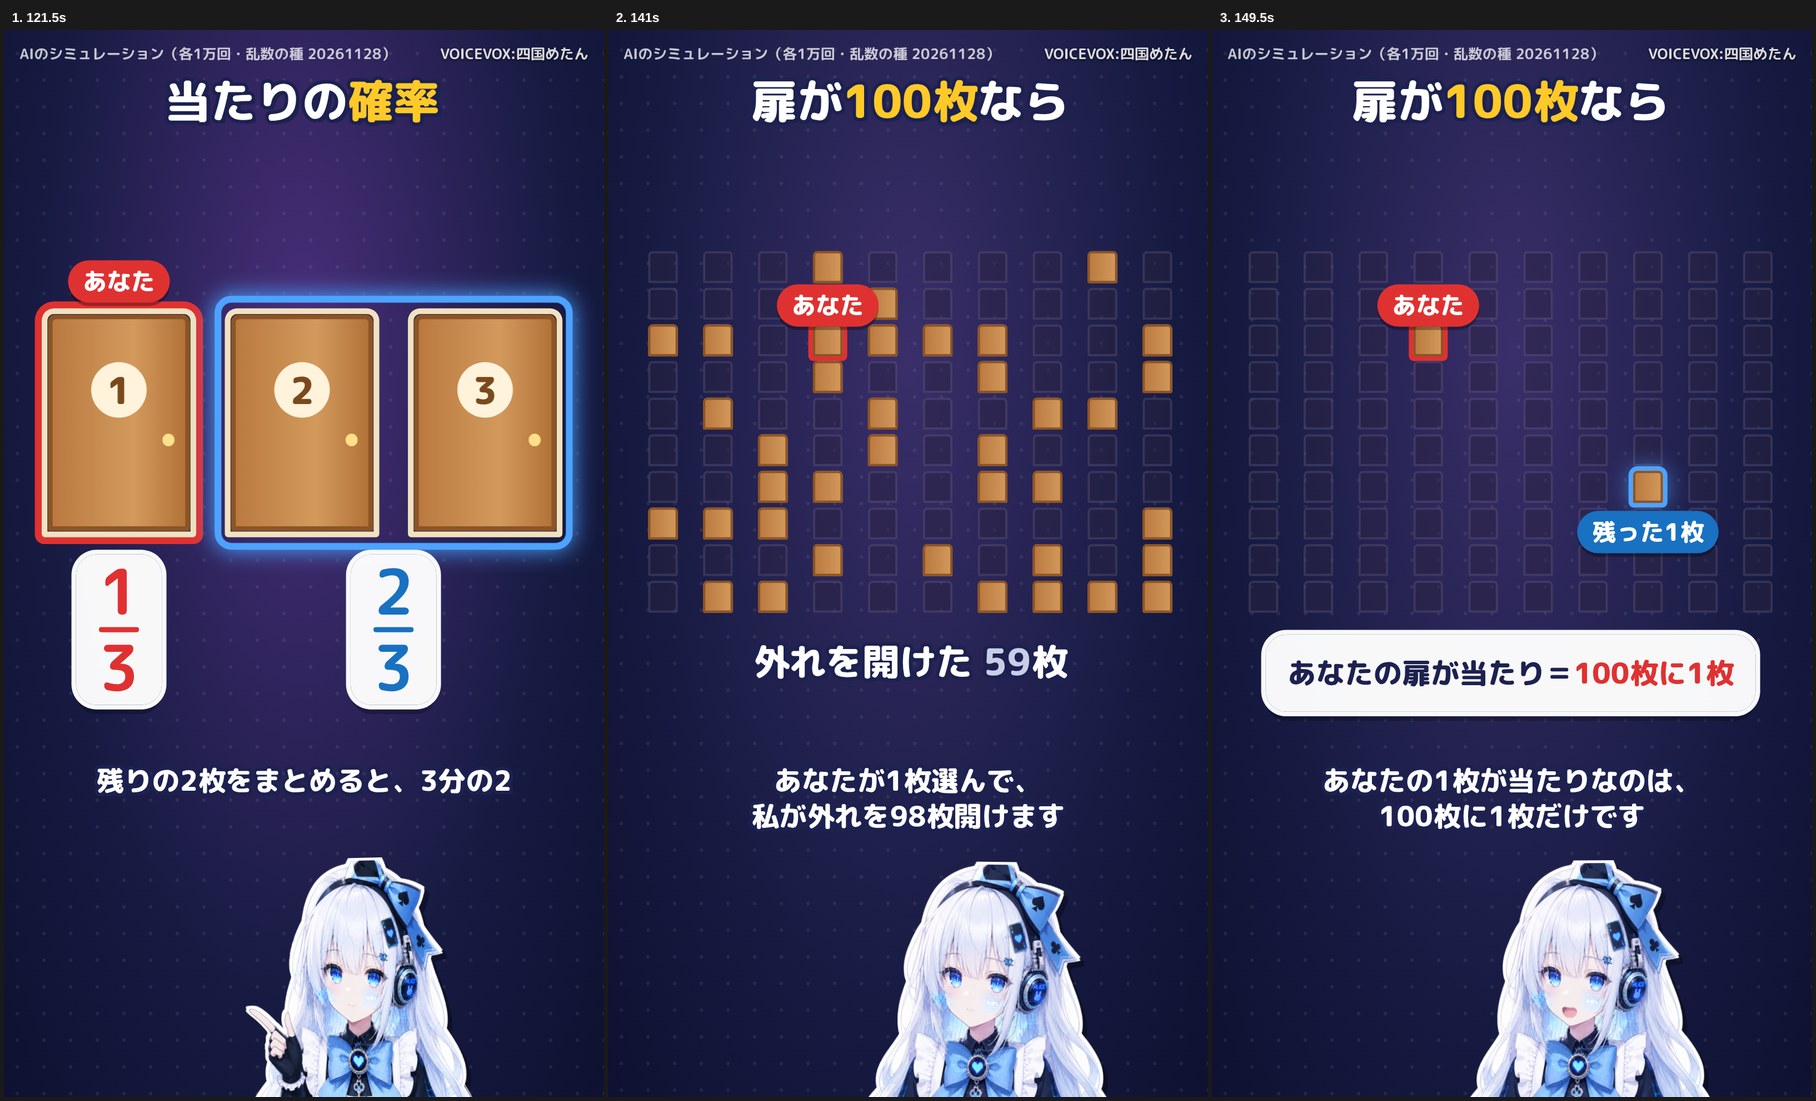 1. 121.5s
AIのシミュレーション（各1万回・乱数の種 20261128）
VOICEVOX:四国めたん
当たりの確率
あなた
1
2
3
1
3
2
3
残りの2枚をまとめると、3分の2
2. 141s
AIのシミュレーション（各1万回・乱数の種 20261128）
VOICEVOX:四国めたん
扉が100枚なら
あなた
外れを開けた 59枚
あなたが1枚選んで、
私が外れを98枚開けます
3. 149.5s
AIのシミュレーション（各1万回・乱数の種 20261128）
VOICEVOX:四国めたん
扉が100枚なら
あなた
残った1枚
あなたの扉が当たり＝100枚に1枚
あなたの1枚が当たりなのは、
100枚に1枚だけです